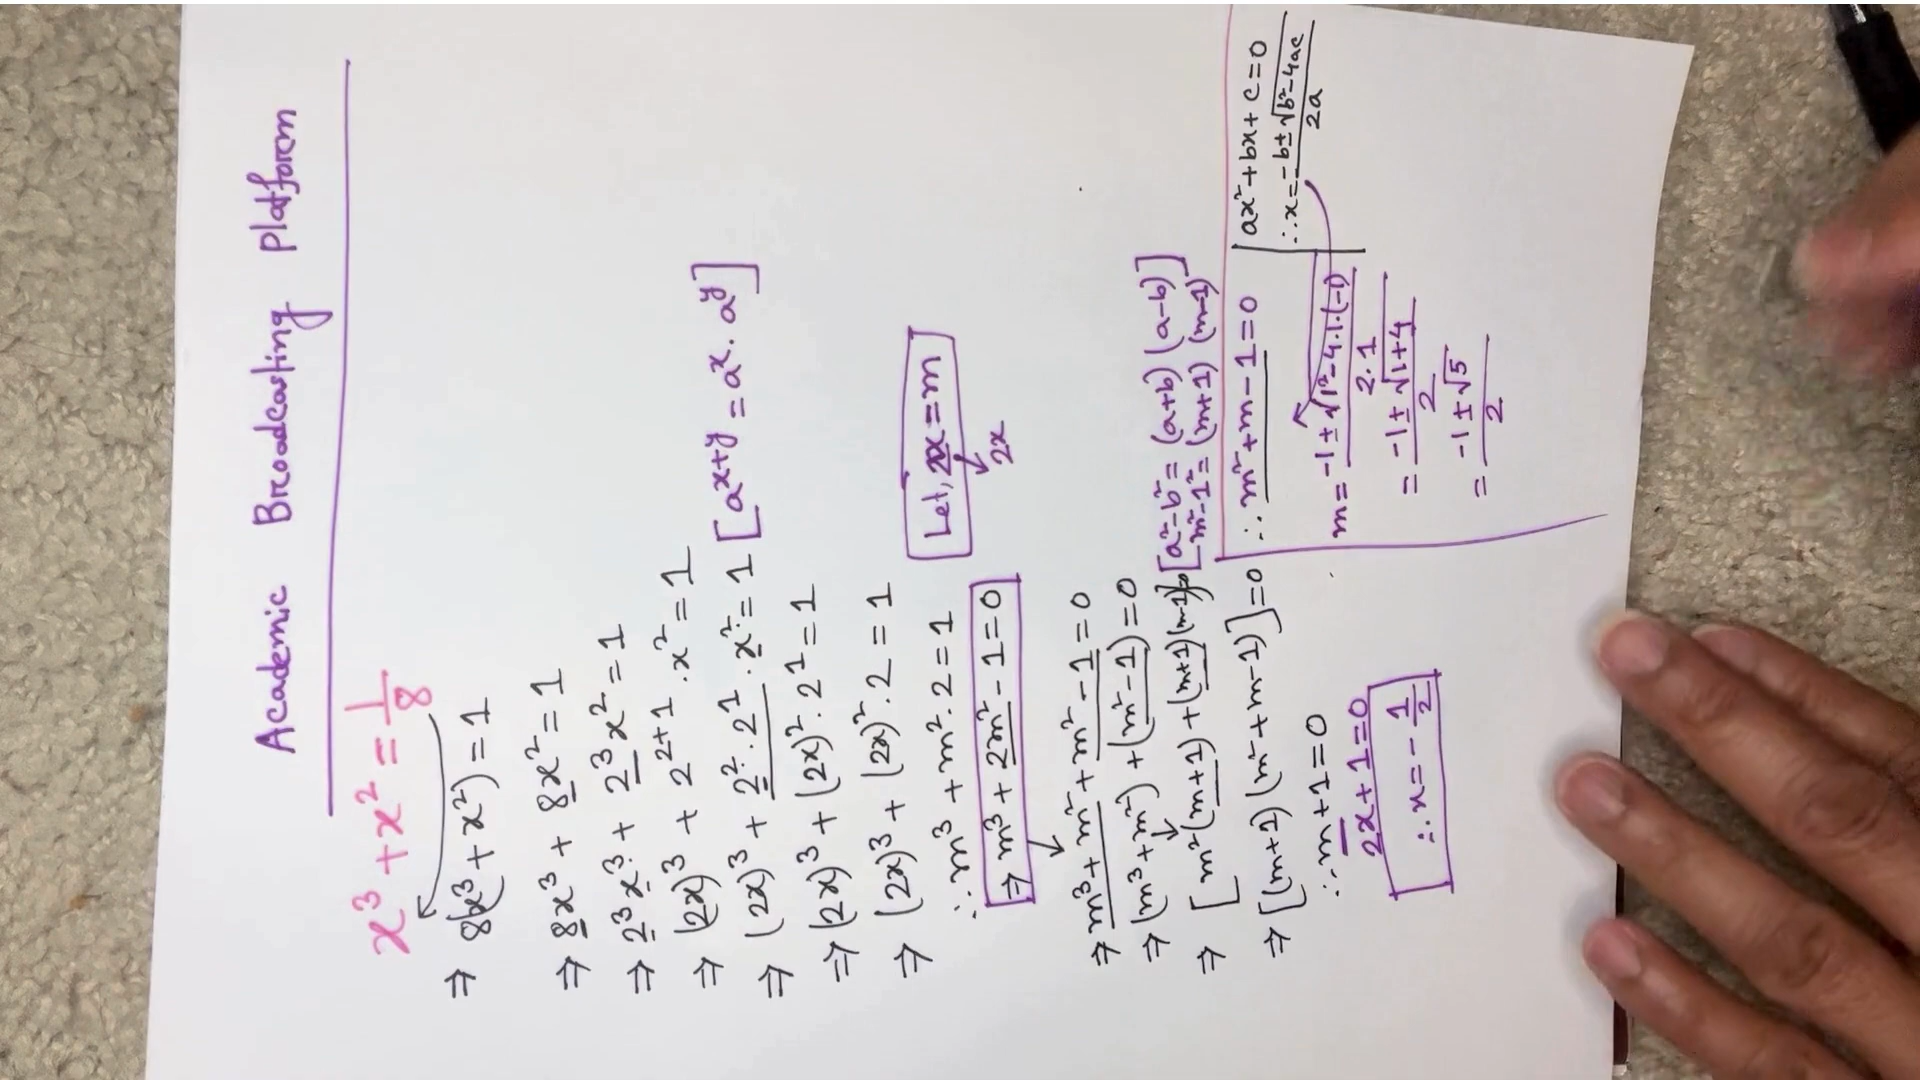 Academic Broadcasting Platform
x³ + x² = 1/8
⇒ 8(x³ + x²) = 1
⇒ 8x³ + 8x² = 1
⇒ 2³x³ + 2³x² = 1
⇒ (2x)³ + 2²⁺¹ . x² = 1
⇒ (2x)³ + 2² . 2¹ . x² = 1 [aˣ⁺ʸ = aˣ . aʸ]
⇒ (2x)³ + (2x)² . 2¹ = 1
⇒ (2x)³ + (2x)² . 2 = 1
∴ m³ + m² . 2 = 1
Let, 2x = m
2x
⇒ m³ + 2m² - 1 = 0
⇒ m³ + m² + m² - 1 = 0
⇒ (m³ + m²) + (m² - 1) = 0
⇒ [m²(m+1) + (m+1)(m-1)]=0
[a² - b² = (a+b) (a-b)]
m² - 1² = (m+1) (m-1)
⇒ [(m+1) (m² + m - 1)] = 0
∴ m + 1 = 0
2x + 1 = 0
∴ x = - 1/2
∴ m² + m - 1 = 0
ax² + bx + c = 0
∴ x = (-b ± √b² - 4ac)/2a
m = (-1 ± √1² - 4.1.(-1))/2.1
= (-1 ± √1+4)/2
= (-1 ± √5)/2